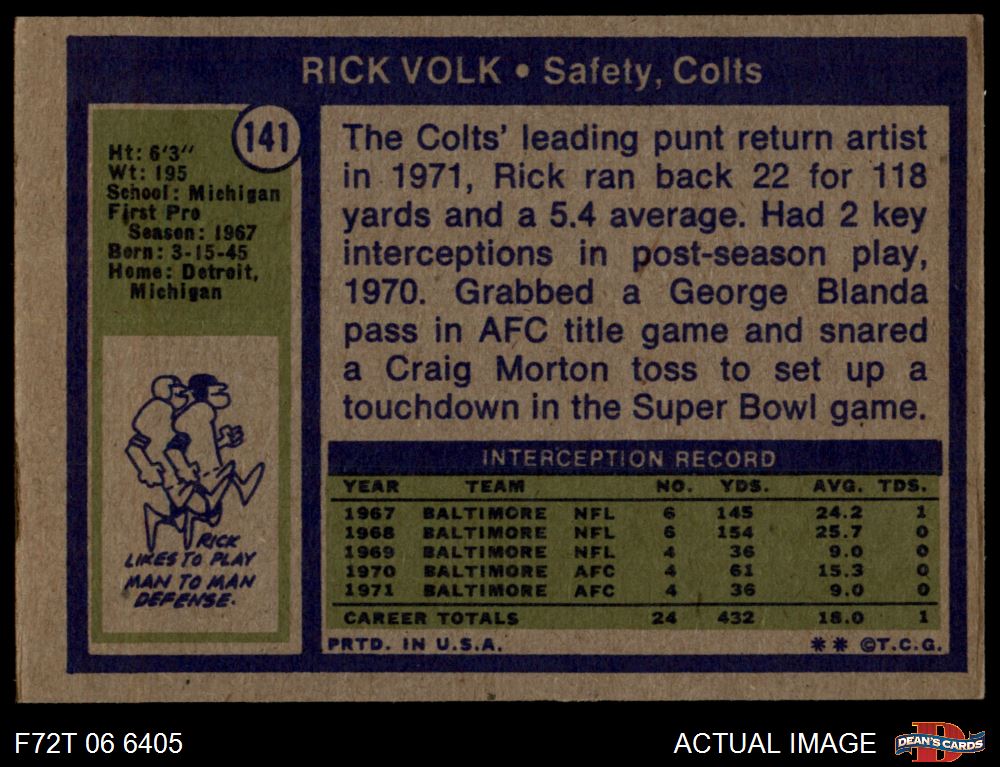 RICK VOLK • Safety, Colts
141
Ht: 6'3"
Wt: 195
School: Michigan
First Pro
Season: 1967
Born: 3-15-45
Home: Detroit,
Michigan
RICK
LIKES TO PLAY
MAN TO MAN
DEFENSE.
The Colts' leading punt return artist
in 1971, Rick ran back 22 for 118
yards and a 5.4 average. Had 2 key
interceptions in post-season play,
1970. Grabbed a George Blanda
pass in AFC title game and snared
a Craig Morton toss to set up a
touchdown in the Super Bowl game.
INTERCEPTION RECORD
YEAR TEAM NO. YDS. AVG. TDS.
1967 BALTIMORE NFL 6 145 24.2 1
1968 BALTIMORE NFL 6 154 25.7 0
1969 BALTIMORE NFL 4 36 9.0 0
1970 BALTIMORE AFC 4 61 15.3 0
1971 BALTIMORE AFC 4 36 9.0 0
CAREER TOTALS 24 432 18.0 1
PRTD. IN U.S.A. ** ©T.C.G.
F72T 06 6405
ACTUAL IMAGE
DEAN'S CARDS